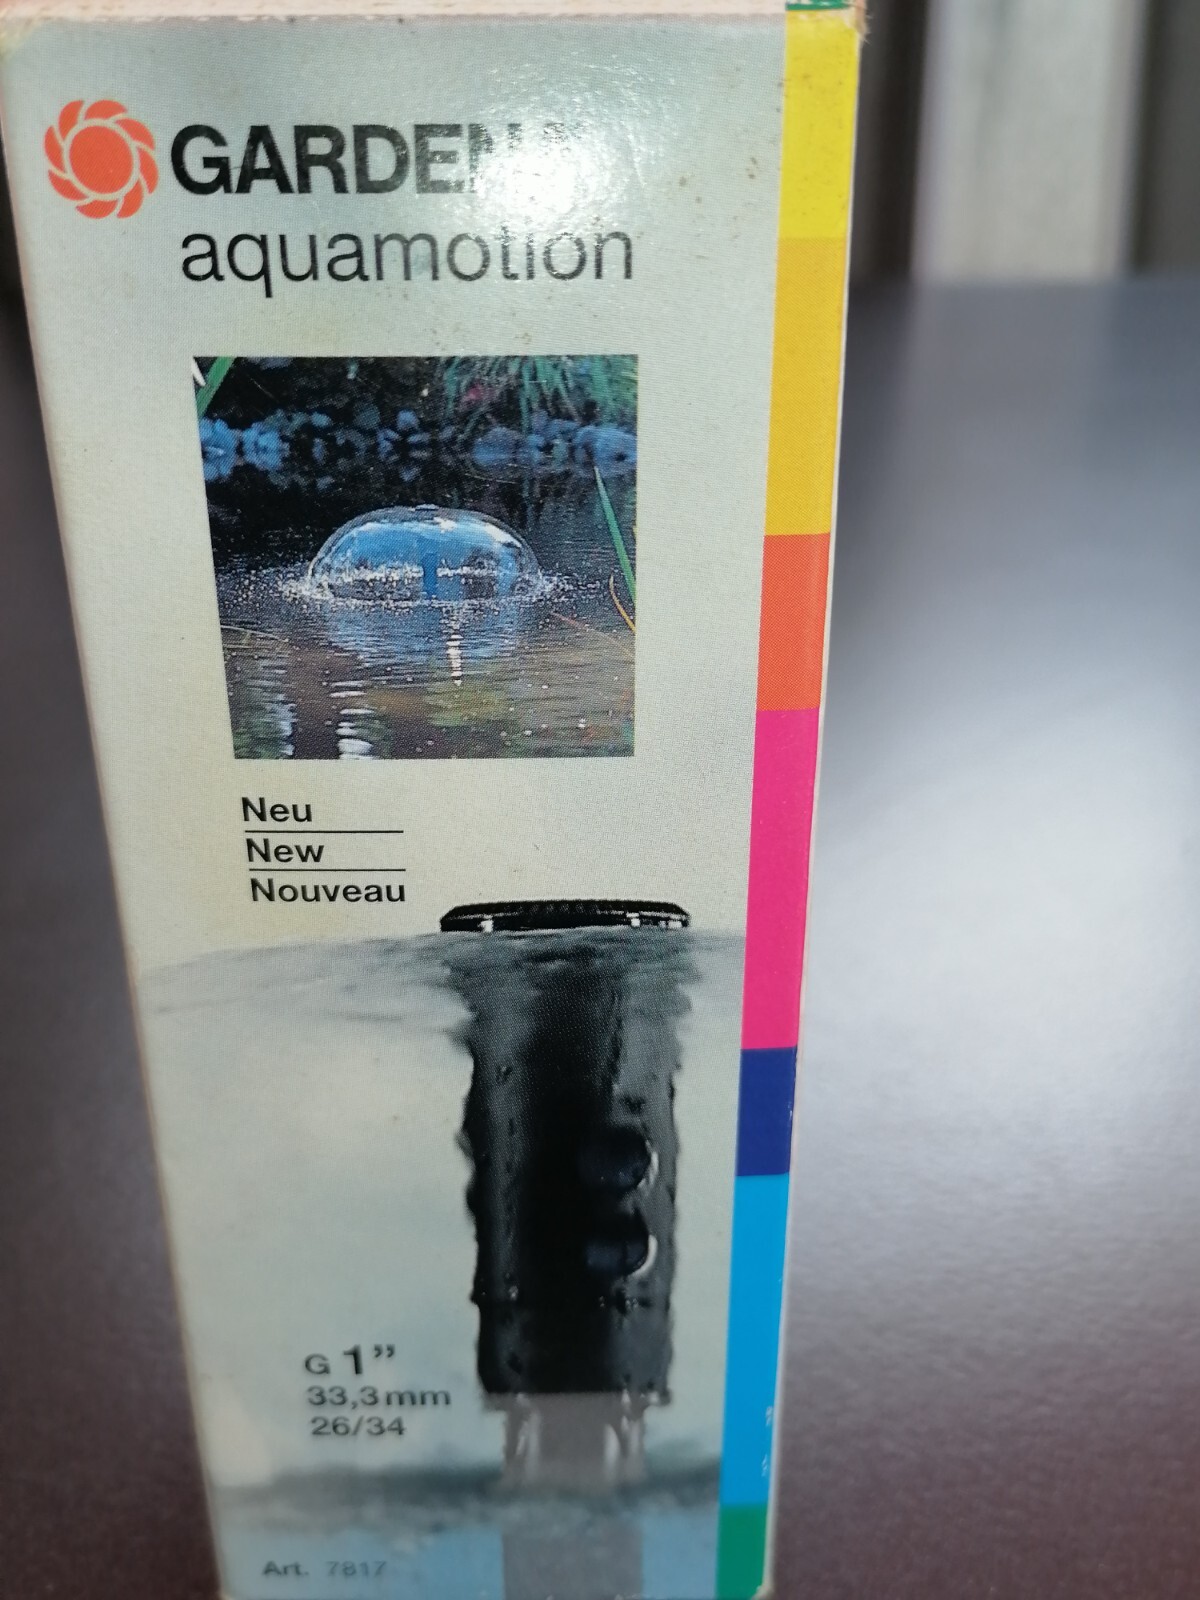 GARDENA
aquamotion
Neu
New
Nouveau
G 1”
33,3mm
26/34
Art. 7817